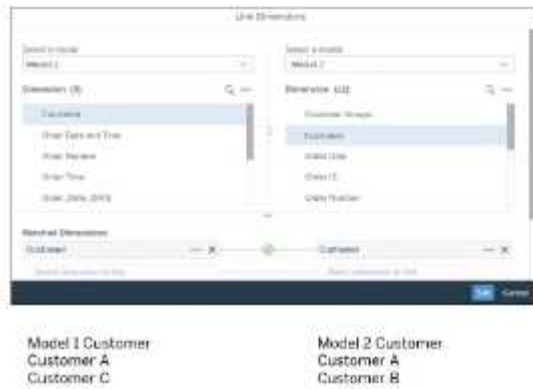 Link Dimensions
Select a model
Select a model
Model 1
Model 2
Dimension
Dimension (11)
Customer
Customer Groups
Order Date and Time
Customer
Order Number
Order Date
Order Time
Order ID
Order Number
Matched Dimensions
Customer
Customer
Set
Cancel
Model 1 Customer
Model 2 Customer
Customer A
Customer A
Customer C
Customer B